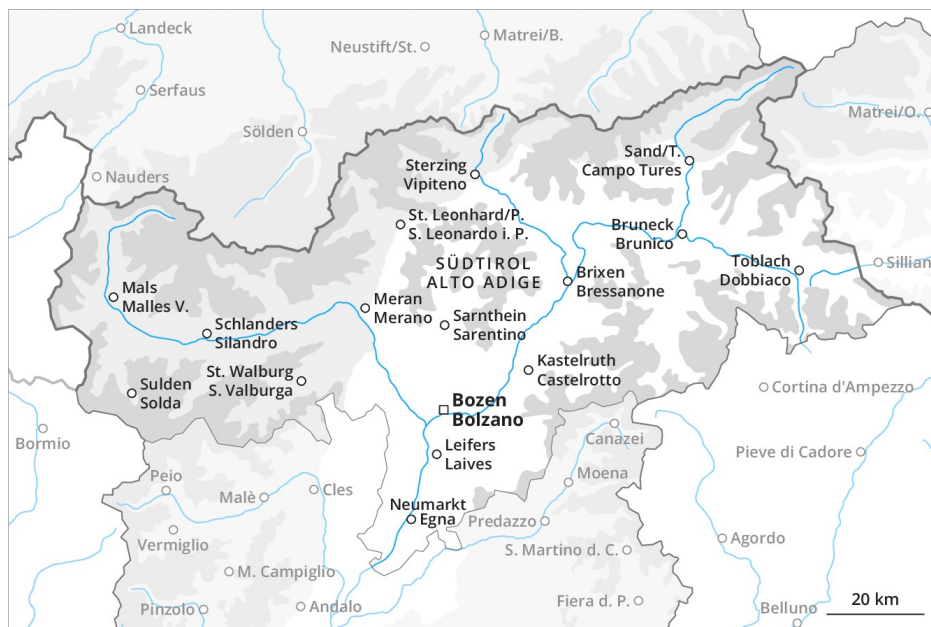 Landeck
Matrei/B.
Neustift/St.
Serfaus
Matrei/O.
Sölden
Sand/T.
Campo Tures
Sterzing
Vipiteno
Nauders
St. Leonhard/P.
S. Leonardo i. P.
Bruneck
Brunico
SÜDTIROL
ALTO ADIGE
Toblach
Dobbiaco
Sillian
Brixen
Bressanone
Mals
Malles V.
Meran
Merano
Schlanders
Silandro
Sarnthein
Sarentino
Kastelruth
Castelrotto
St. Walburg
S. Valburga
Sulden
Solda
Cortina d'Ampezzo
Bozen
Bolzano
Bormio
Canazei
Leifers
Laives
Pieve di Cadore
Moena
Peio
Malè
Cles
Neumarkt
Egna
Predazzo
Vermiglio
Agordo
S. Martino d. C.
M. Campiglio
Pinzolo
Andalo
Fiera d. P.
Belluno
20 km